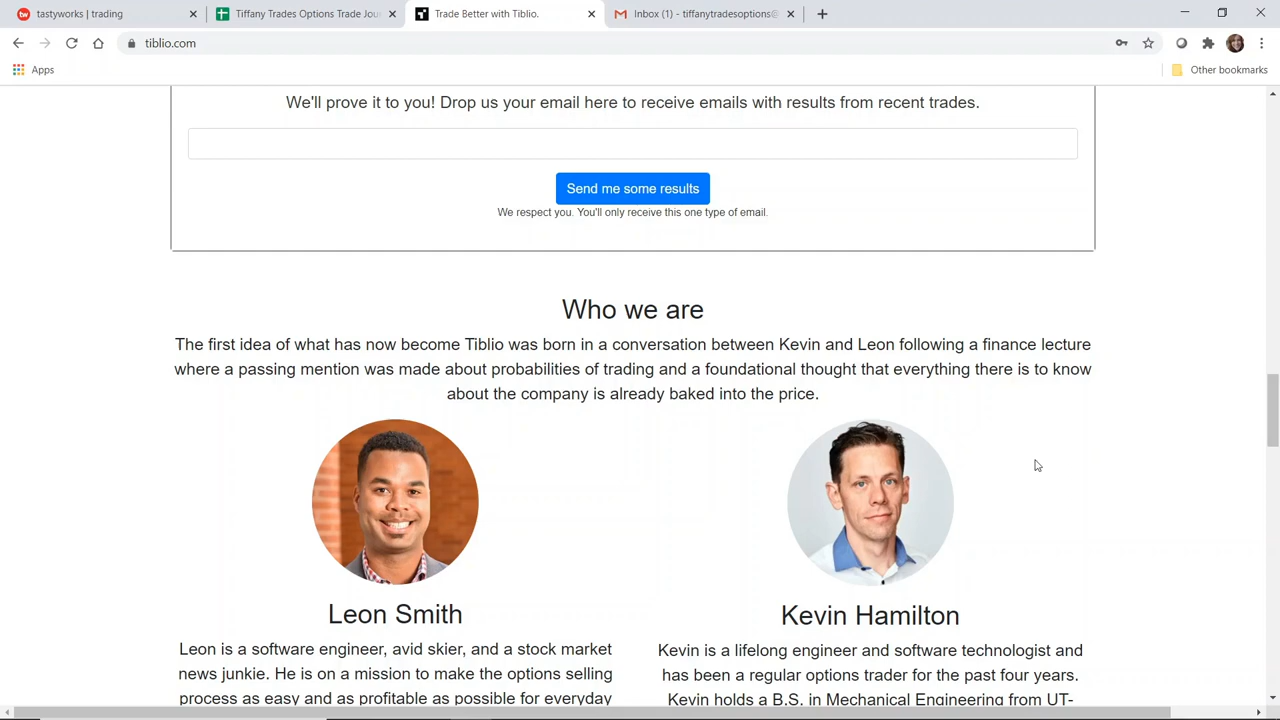 tastyworks | trading
Tiffany Trades Options Trade Jou
Trade Better with Tiblio.
Inbox (1) - tiffanytradesoptions@
tiblio.com
Apps
Other bookmarks
We'll prove it to you! Drop us your email here to receive emails with results from recent trades.
Send me some results
We respect you. You'll only receive this one type of email.
Who we are
The first idea of what has now become Tiblio was born in a conversation between Kevin and Leon following a finance lecture
where a passing mention was made about probabilities of trading and a foundational thought that everything there is to know
about the company is already baked into the price.
Leon Smith
Leon is a software engineer, avid skier, and a stock market
news junkie. He is on a mission to make the options selling
process as easy and as profitable as possible for everyday
Kevin Hamilton
Kevin is a lifelong engineer and software technologist and
has been a regular options trader for the past four years.
Kevin holds a B.S. in Mechanical Engineering from UT-